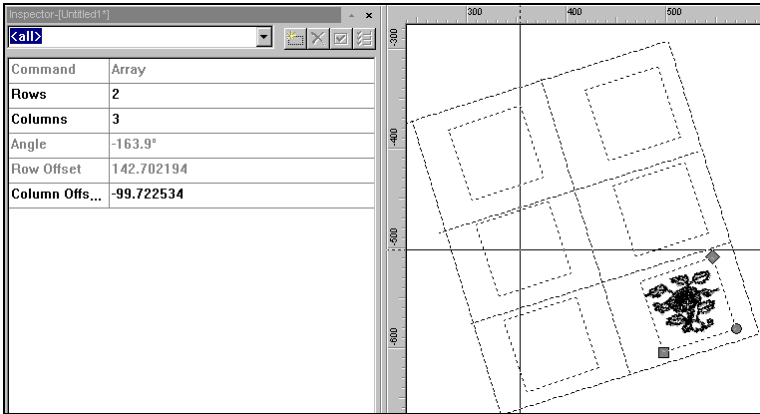 Inspector-[Untitled1*]
<all>
Command Array
Rows 2
Columns 3
Angle -163.9°
Row Offset 142.702194
Column Offs... -99.722534
300 400 500
-300
-400
-500
-600